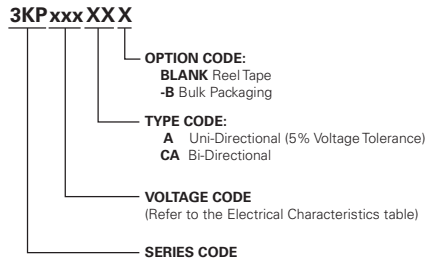 3KPxxxXXX
OPTION CODE:
BLANK Reel Tape
-B Bulk Packaging
TYPE CODE:
A Uni-Directional (5% Voltage Tolerance)
CA Bi-Directional
VOLTAGE CODE
(Refer to the Electrical Characteristics table)
SERIES CODE